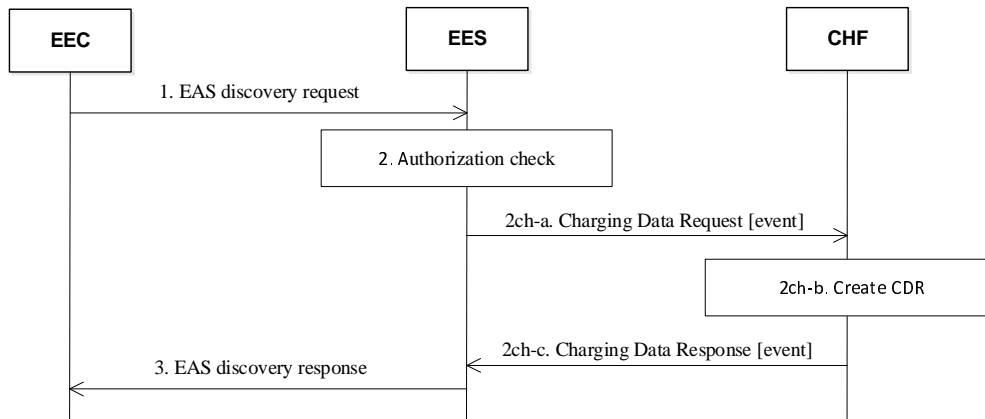 EEC
EES
CHF
1. EAS discovery request
2. Authorization check
2ch-a. Charging Data Request [event]
2ch-b. Create CDR
2ch-c. Charging Data Response [event]
3. EAS discovery response